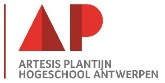 AP
ARTESIS PLANTIJN
HOGESCHOOL ANTWERPEN